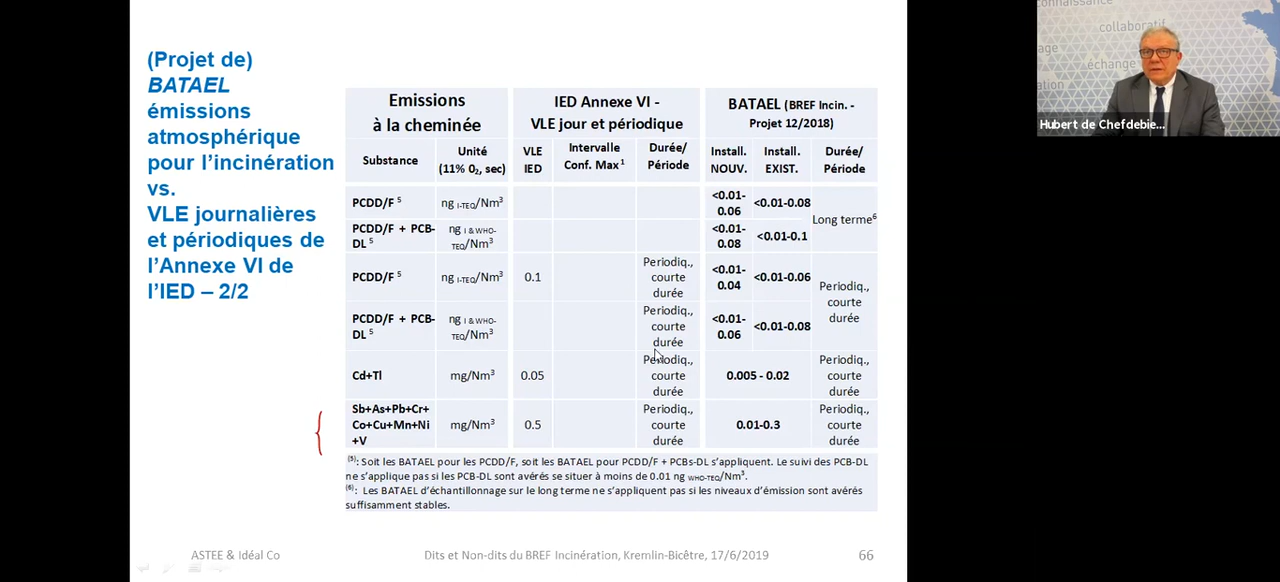 (Projet de)
BATAEL
émissions
atmosphérique
pour l'incinération
vs.
VLE journalières
et périodiques de
l'Annexe VI de
l'IED – 2/2
Emissions
à la cheminée
IED Annexe VI -
VLE jour et périodique
BATAEL (BREF Incin. -
Projet 12/2018)
Substance
Unité
(11% 0₂, sec)
VLE
IED
Intervalle
Conf. Max ¹
Durée/
Période
Install.
NOUV.
Install.
EXIST.
Durée/
Période
PCDD/F ⁵
ng I-TEQ/Nm³
<0.01-
0.06
<0.01-0.08
Long terme⁶
PCDD/F + PCB-
DL ⁵
ng I & WHO-
TEQ/Nm³
<0.01-
0.08
<0.01-0.1
PCDD/F ⁵
ng I-TEQ/Nm³
0.1
Periodiq.,
courte
durée
<0.01-
0.04
<0.01-0.06
Periodiq.,
courte
durée
PCDD/F + PCB-
DL ⁵
ng I & WHO-
TEQ/Nm³
Periodiq.,
courte
durée
<0.01-
0.06
<0.01-0.08
Cd+Tl
mg/Nm³
0.05
Periodiq.,
courte
durée
0.005 - 0.02
Periodiq.,
courte
durée
Sb+As+Pb+Cr+
Co+Cu+Mn+Ni
+V
mg/Nm³
0.5
Periodiq.,
courte
durée
0.01-0.3
Periodiq.,
courte
durée
(5): Soit les BATAEL pour les PCDD/F, soit les BATAEL pour PCDD/F + PCBs-DL s'appliquent. Le suivi des PCB-DL
ne s'applique pas si les PCB-DL sont avérés se situer à moins de 0.01 ng WHO-TEQ/Nm³.
(6): Les BATAEL d'échantillonnage sur le long terme ne s'appliquent pas si les niveaux d'émission sont avérés
suffisamment stables.
ASTEE & Idéal Co
Dits et Non-dits du BREF Incinération, Kremlin-Bicêtre, 17/6/2019
66
collaboratif
échange
Hubert de Chefdebie...